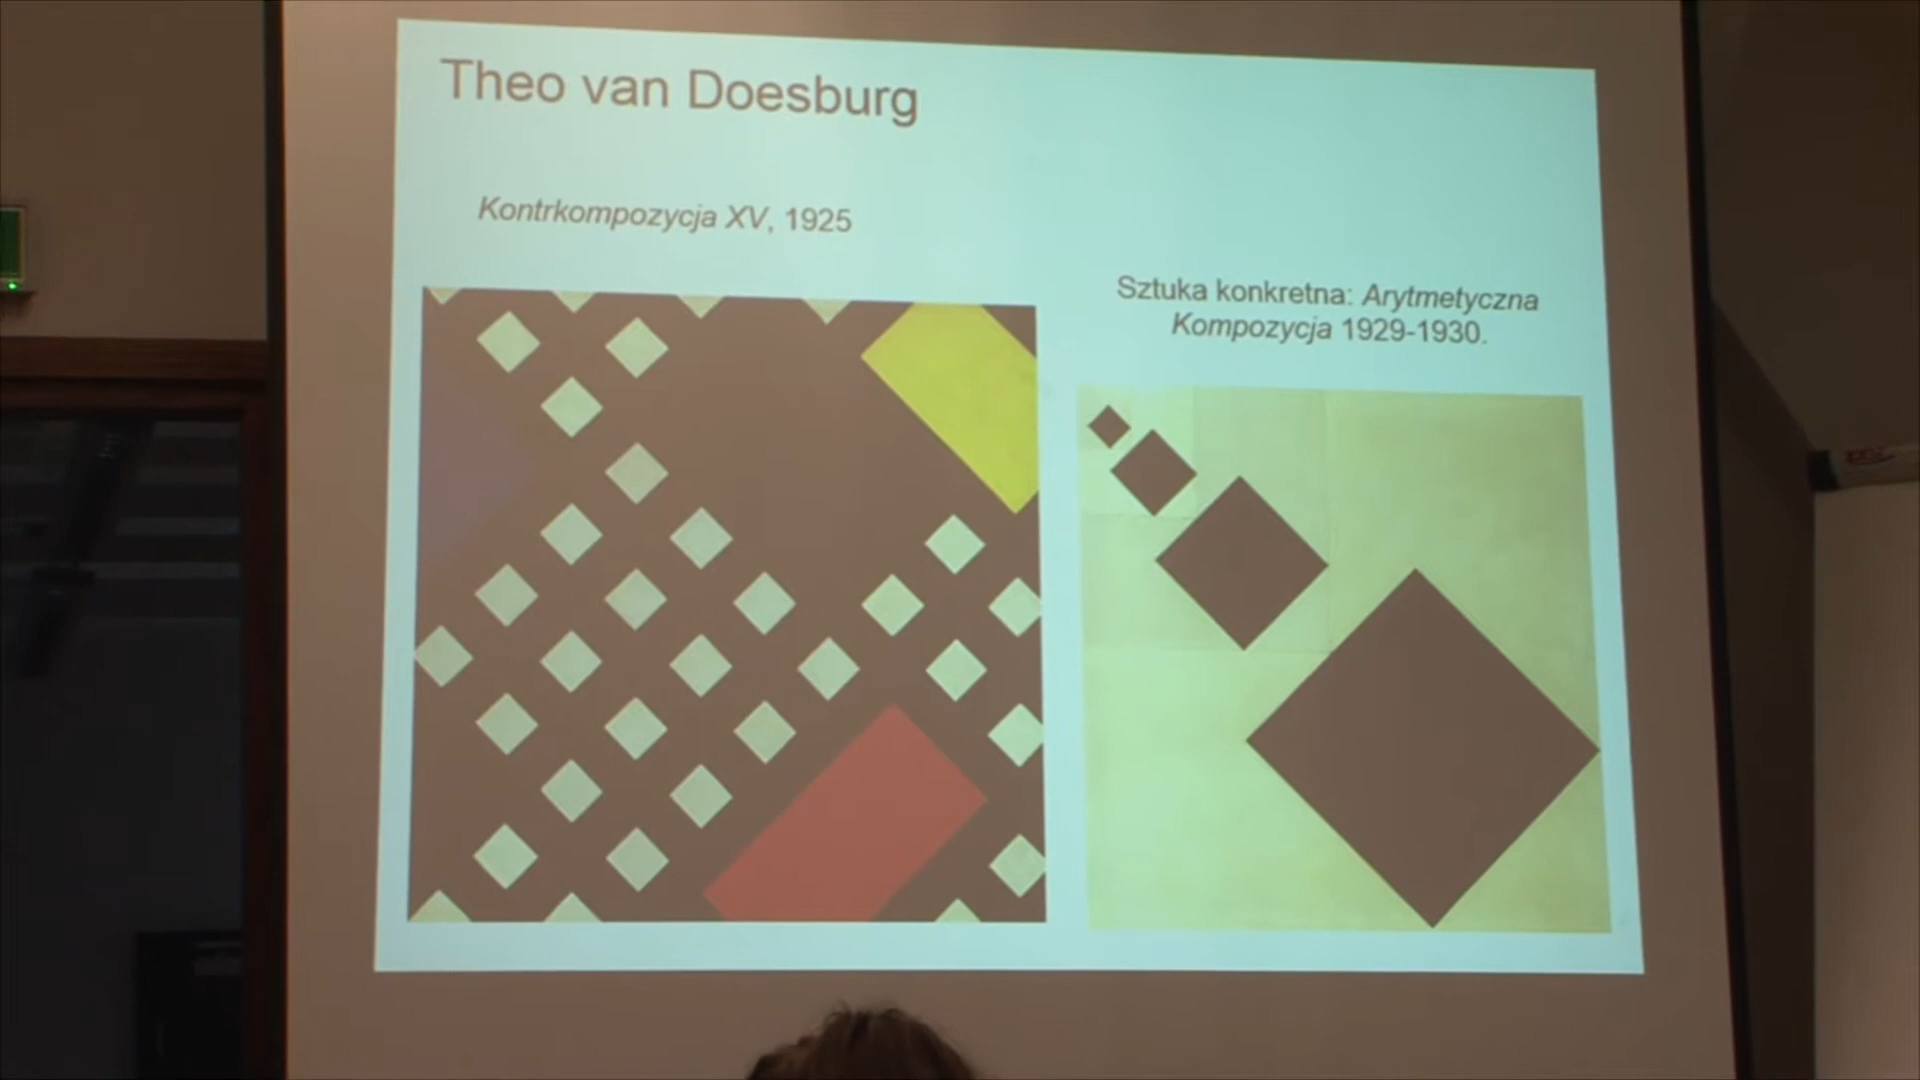 Theo van Doesburg
Kontrkompozycja XV, 1925
Sztuka konkretna: Arytmetyczna
Kompozycja 1929-1930.